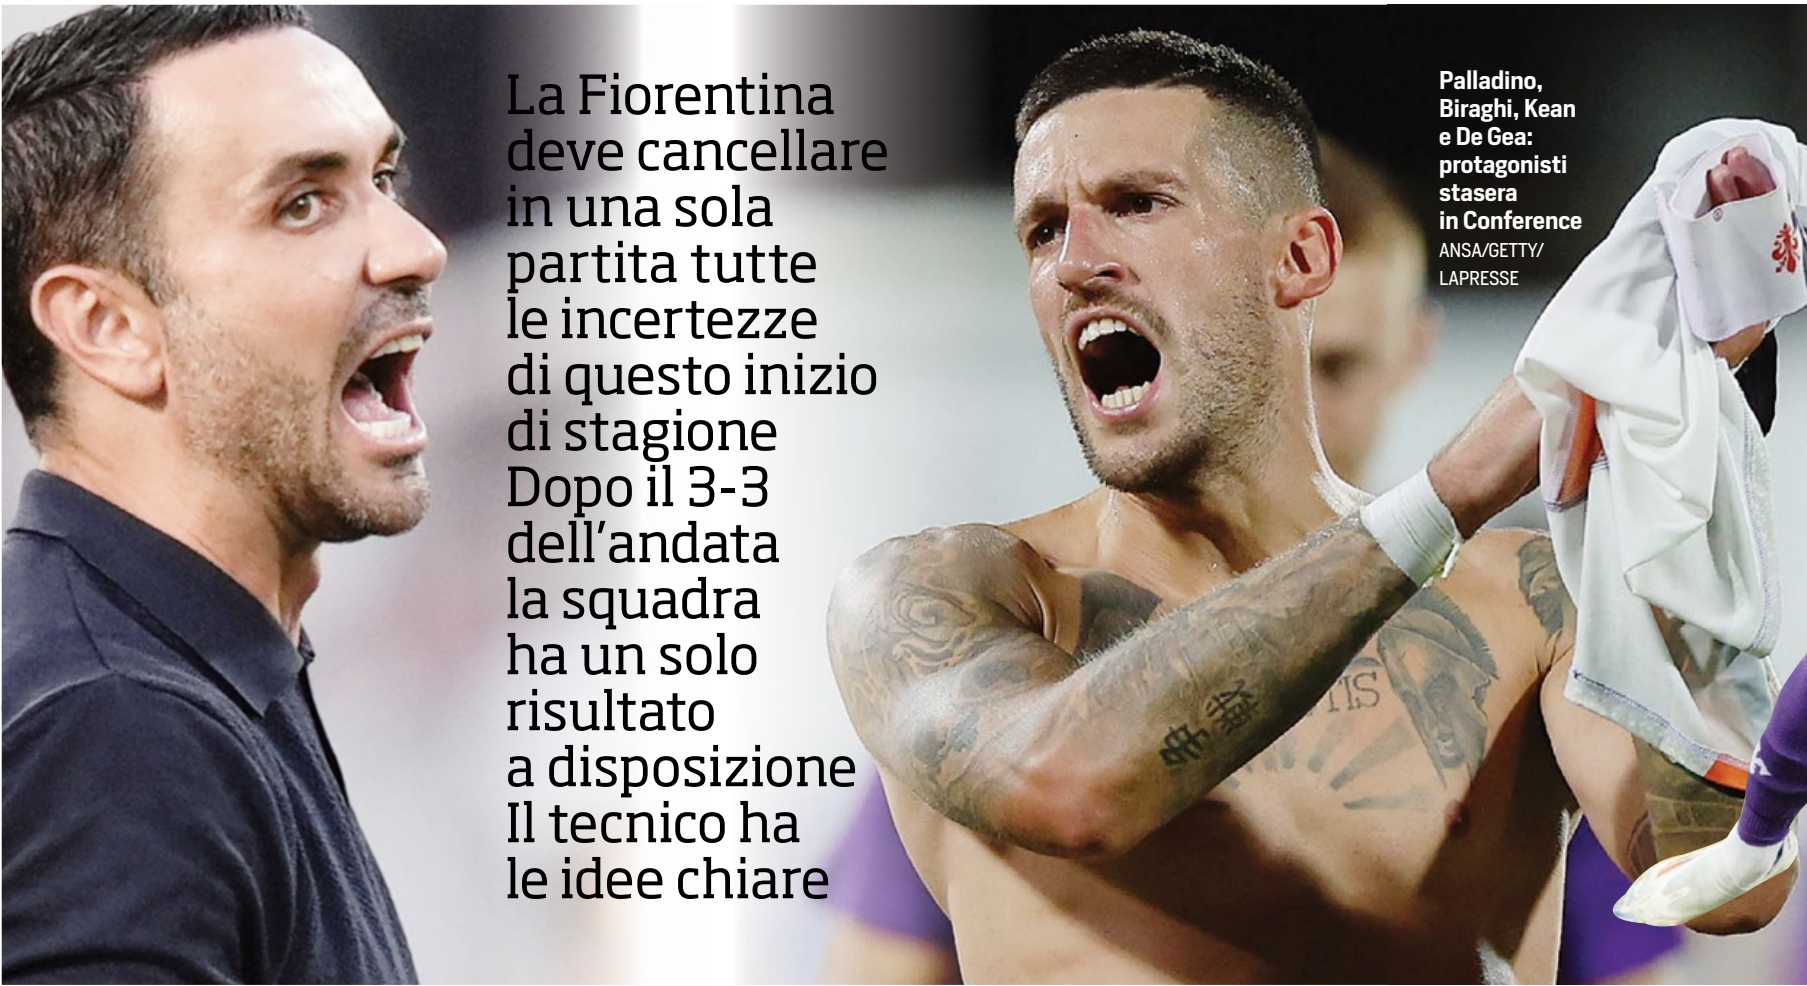 La Fiorentina
deve cancellare
in una sola
partita tutte
le incertezze
di questo inizio
di stagione
Dopo il 3-3
dell'andata
la squadra
ha un solo
risultato
a disposizione
Il tecnico ha
le idee chiare
Palladino,
Biraghi, Kean
e De Gea:
protagonisti
stasera
in Conference
ANSA/GETTY/
LAPRESSE